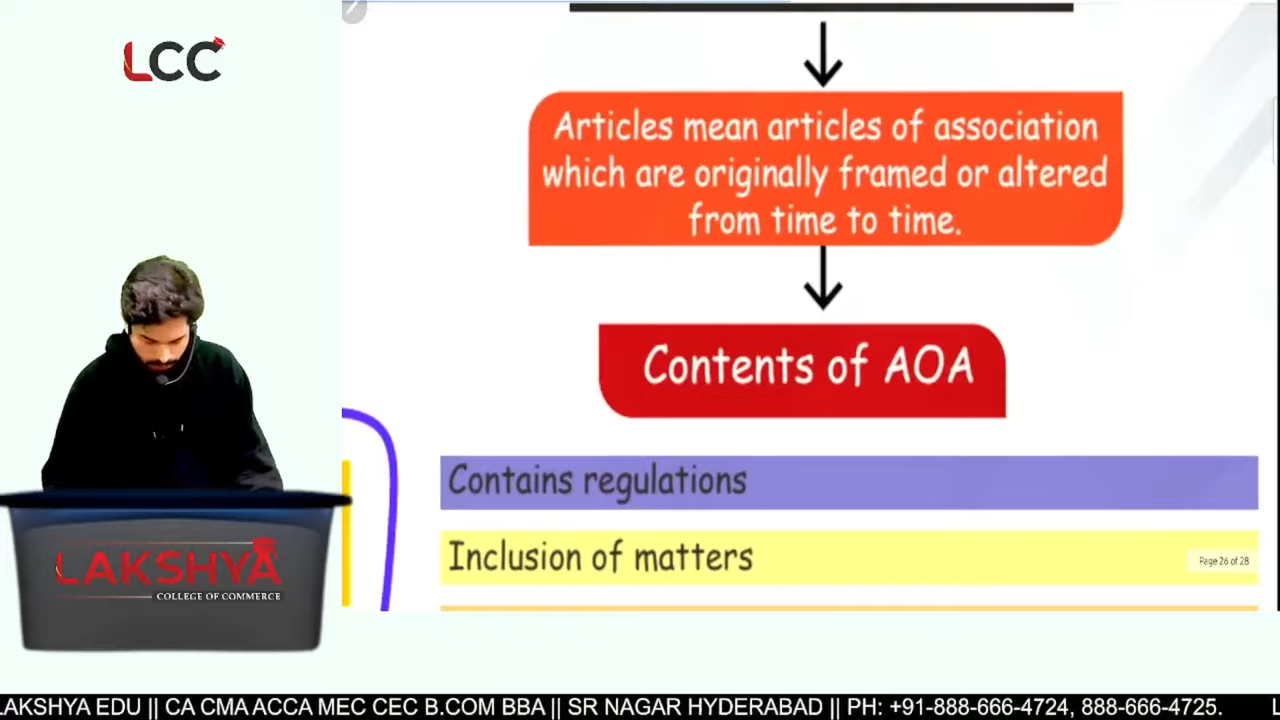 LCC
Articles mean articles of association
which are originally framed or altered
from time to time.
Contents of AOA
Contains regulations
Inclusion of matters
Page 26 of 28
LAKSHYA
COLLEGE OF COMMERCE
LAKSHYA EDU || CA CMA ACCA MEC CEC B.COM BBA || SR NAGAR HYDERABAD || PH: +91-888-666-4724, 888-666-4725. L